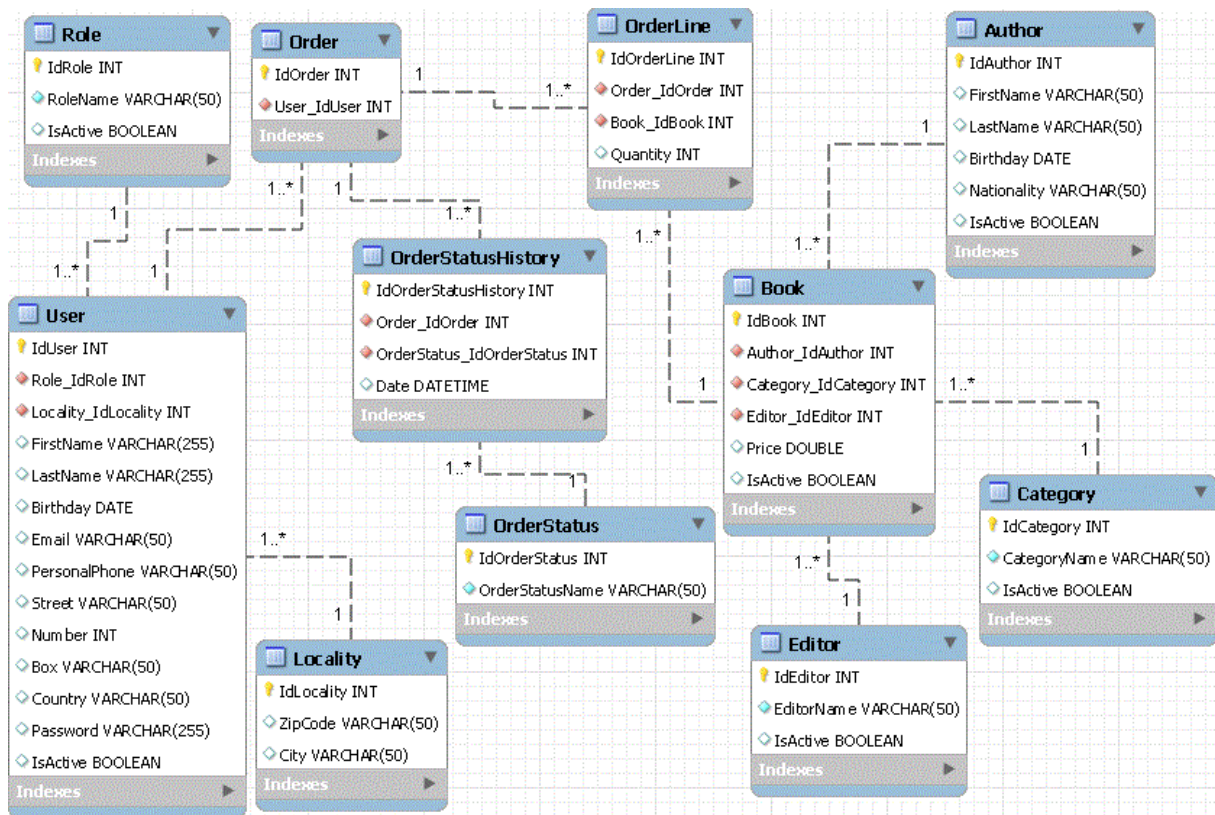 Role
IdRole INT
RoleName VARCHAR(50)
IsActive BOOLEAN
Indexes
Order
IdOrder INT
User_IdUser INT
Indexes
OrderLine
IdOrderLine INT
Order_IdOrder INT
Book_IdBook INT
Quantity INT
Indexes
Author
IdAuthor INT
FirstName VARCHAR(50)
LastName VARCHAR(50)
Birthday DATE
Nationality VARCHAR(50)
IsActive BOOLEAN
Indexes
1
1..*
1
1..*
1..*
1
1
1..*
1..*
1
1
1..*
OrderStatusHistory
IdOrderStatusHistory INT
Order_IdOrder INT
OrderStatus_IdOrderStatus INT
Date DATETIME
Indexes
Book
IdBook INT
Author_IdAuthor INT
Category_IdCategory INT
Editor_IdEditor INT
Price DOUBLE
IsActive BOOLEAN
Indexes
User
IdUser INT
Role_IdRole INT
Locality_IdLocality INT
FirstName VARCHAR(255)
LastName VARCHAR(255)
Birthday DATE
Email VARCHAR(50)
PersonalPhone VARCHAR(50)
Street VARCHAR(50)
Number INT
Box VARCHAR(50)
Country VARCHAR(50)
Password VARCHAR(255)
IsActive BOOLEAN
Indexes
1..*
1
1..*
1
OrderStatus
IdOrderStatus INT
OrderStatusName VARCHAR(50)
Indexes
Category
IdCategory INT
CategoryName VARCHAR(50)
IsActive BOOLEAN
Indexes
1..*
1
1..*
1
Locality
IdLocality INT
ZipCode VARCHAR(50)
City VARCHAR(50)
Indexes
Editor
IdEditor INT
EditorName VARCHAR(50)
IsActive BOOLEAN
Indexes